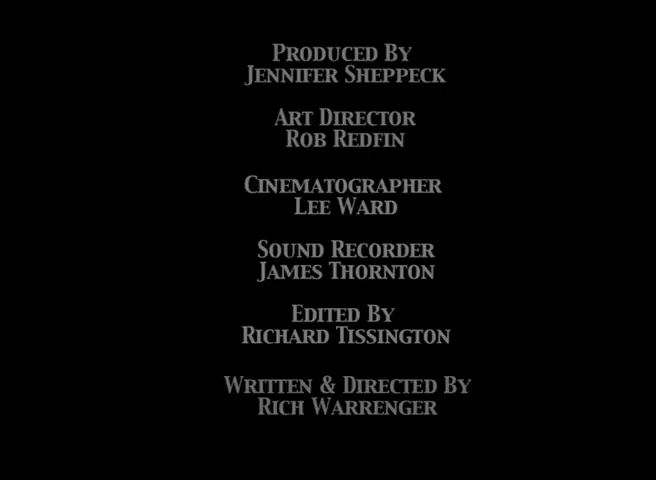 Produced By
Jennifer Sheppeck
Art Director
Rob Redfin
Cinematographer
Lee Ward
Sound Recorder
James Thornton
Edited By
Richard Tissington
Written & Directed By
Rich Warrenger